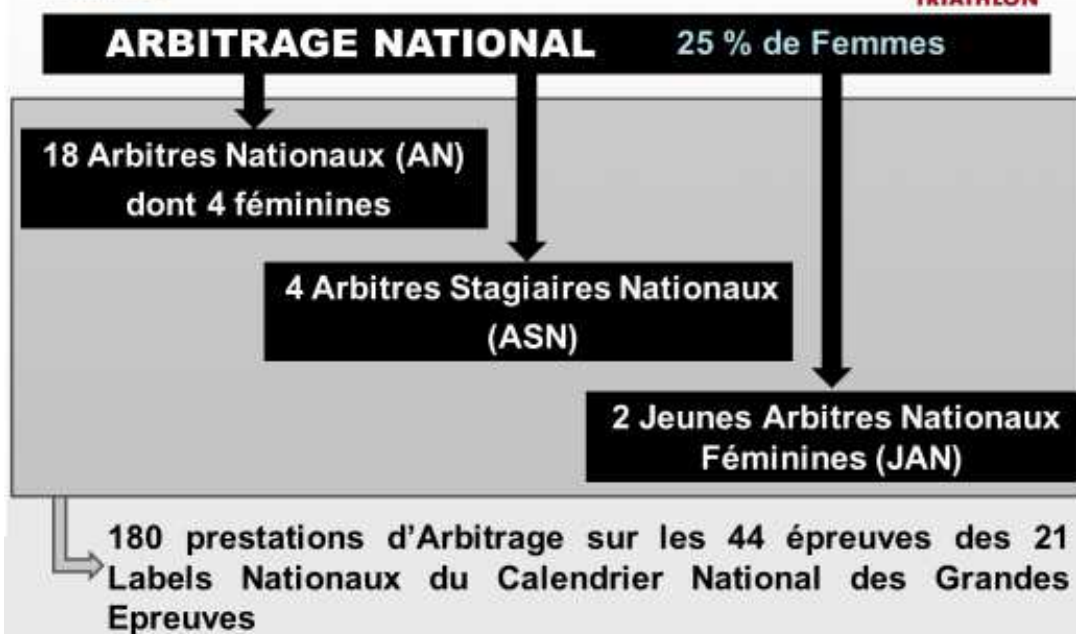 TRIATHLON
ARBITRAGE NATIONAL 25 % de Femmes
18 Arbitres Nationaux (AN)
dont 4 féminines
4 Arbitres Stagiaires Nationaux
(ASN)
2 Jeunes Arbitres Nationaux
Féminines (JAN)
180 prestations d'Arbitrage sur les 44 épreuves des 21
Labels Nationaux du Calendrier National des Grandes
Epreuves